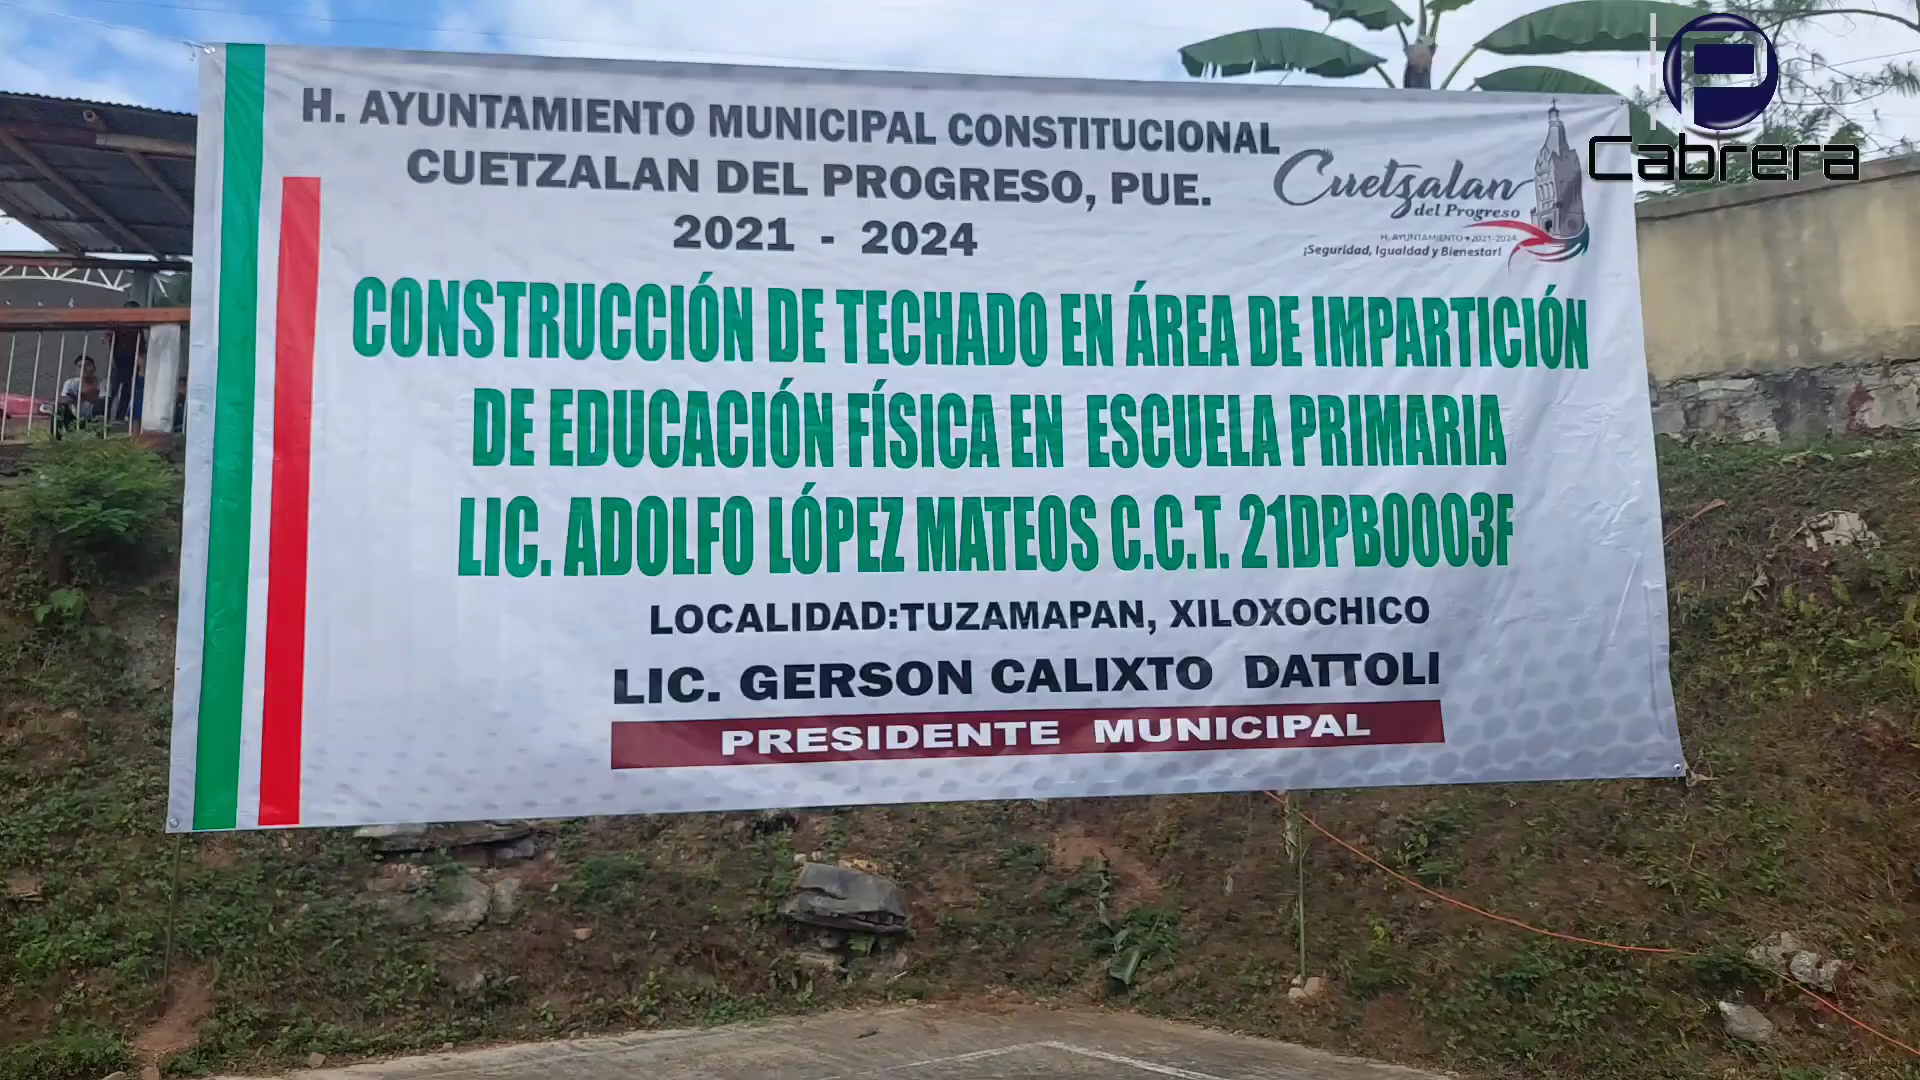 H. AYUNTAMIENTO MUNICIPAL CONSTITUCIONAL
CUETZALAN DEL PROGRESO, PUE.
2021 - 2024
Cuetzalan
del Progreso
H. AYUNTAMIENTO • 2021-2024
¡Seguridad, Igualdad y Bienestar!
Cabrera
CONSTRUCCIÓN DE TECHADO EN ÁREA DE IMPARTICIÓN
DE EDUCACIÓN FÍSICA EN ESCUELA PRIMARIA
LIC. ADOLFO LÓPEZ MATEOS C.C.T. 21DPB0003F
LOCALIDAD:TUZAMAPAN, XILOXOCHICO
LIC. GERSON CALIXTO DATTOLI
PRESIDENTE MUNICIPAL